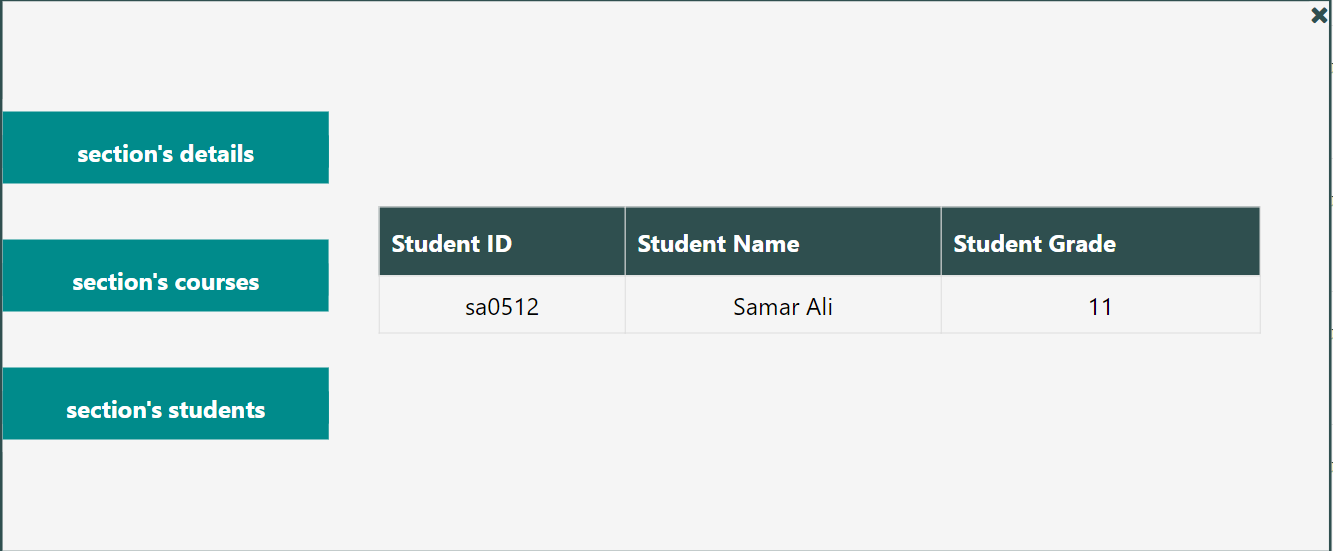 section's details
section's courses
section's students
Student ID Student Name Student Grade
sa0512 Samar Ali 11